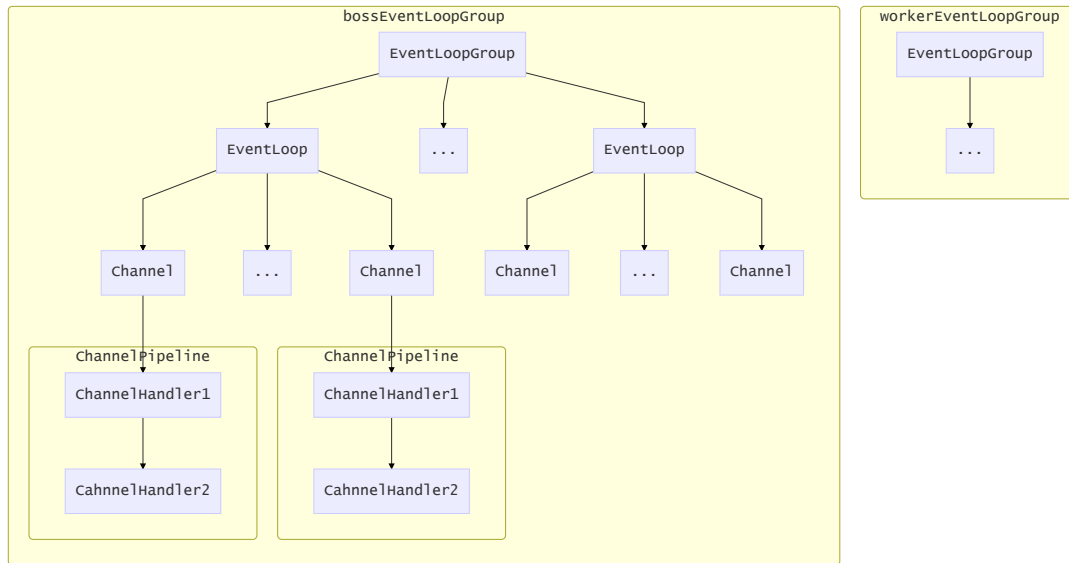 bossEventLoopGroup
workerEventLoopGroup
EventLoopGroup
EventLoopGroup
EventLoop
...
EventLoop
...
Channel
...
Channel
Channel
...
Channel
ChannelPipeline
ChannelPipeline
ChannelHandler1
ChannelHandler1
CahnnelHandler2
CahnnelHandler2